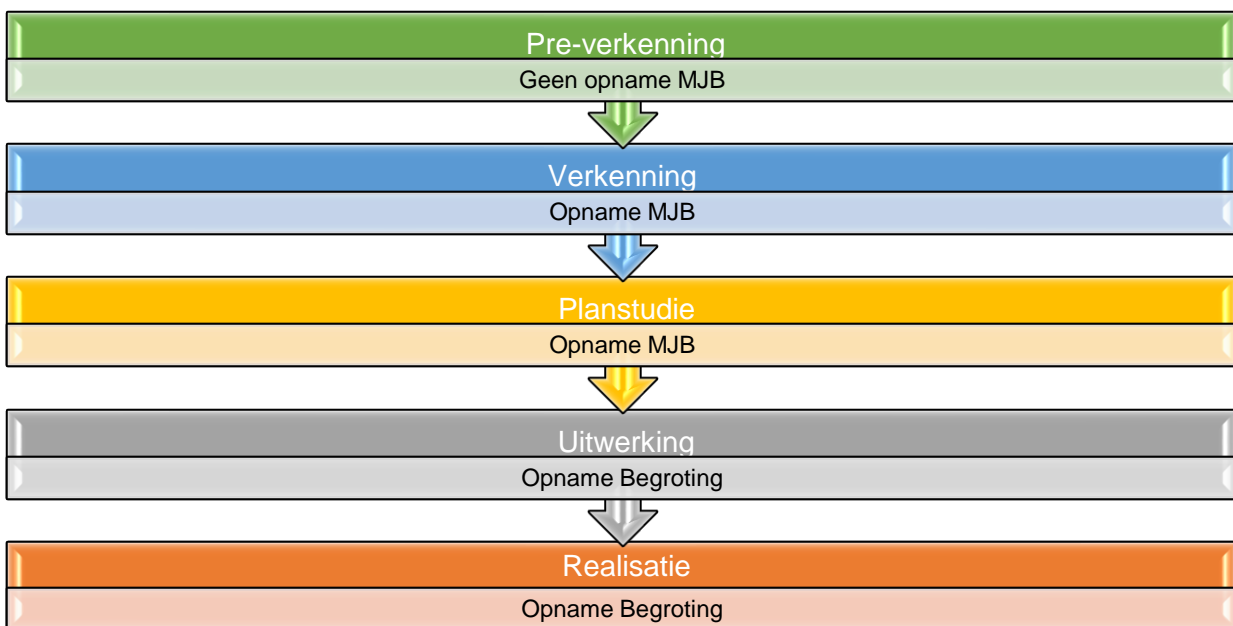 Pre-verkenning
Geen opname MJB
Verkenning
Opname MJB
Planstudie
Opname MJB
Uitwerking
Opname Begroting
Realisatie
Opname Begroting